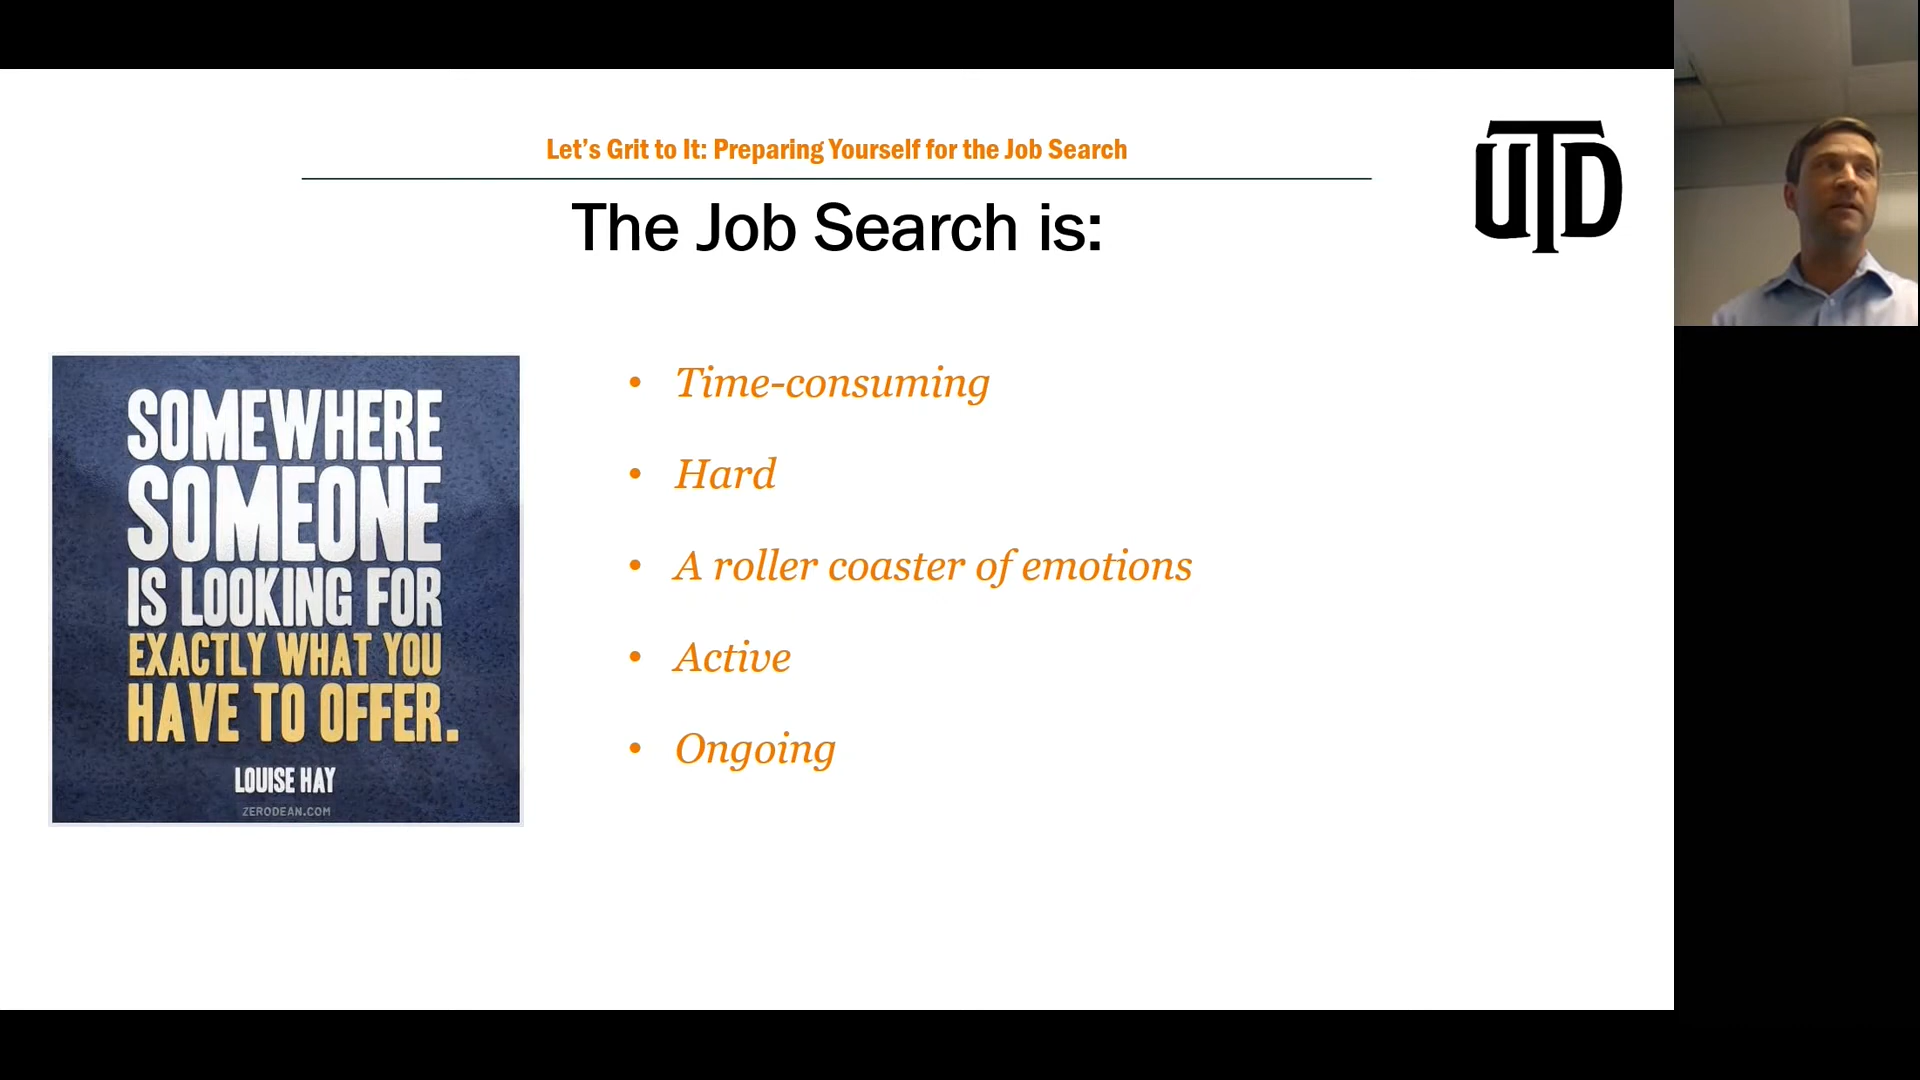 Let's Grit to It: Preparing Yourself for the Job Search
The Job Search is:
UTD
SOMEWHERE
SOMEONE
IS LOOKING FOR
EXACTLY WHAT YOU
HAVE TO OFFER.
LOUISE HAY
ZERODEAN.COM
• Time-consuming
• Hard
• A roller coaster of emotions
• Active
• Ongoing